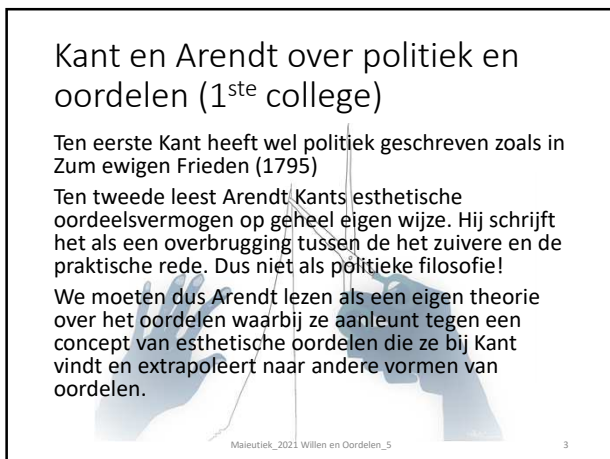 Kant en Arendt over politiek en
oordelen (1ste college)
Ten eerste Kant heeft wel politiek geschreven zoals in
Zum ewigen Frieden (1795)
Ten tweede leest Arendt Kants esthetische
oordeelsvermogen op geheel eigen wijze. Hij schrijft
het als een overbrugging tussen de het zuivere en de
praktische rede. Dus niet als politieke filosofie!
We moeten dus Arendt lezen als een eigen theorie
over het oordelen waarbij ze aanleunt tegen een
concept van esthetische oordelen die ze bij Kant
vindt en extrapoleert naar andere vormen van
oordelen.
Maieutiek_2021 Willen en Oordelen_5
3